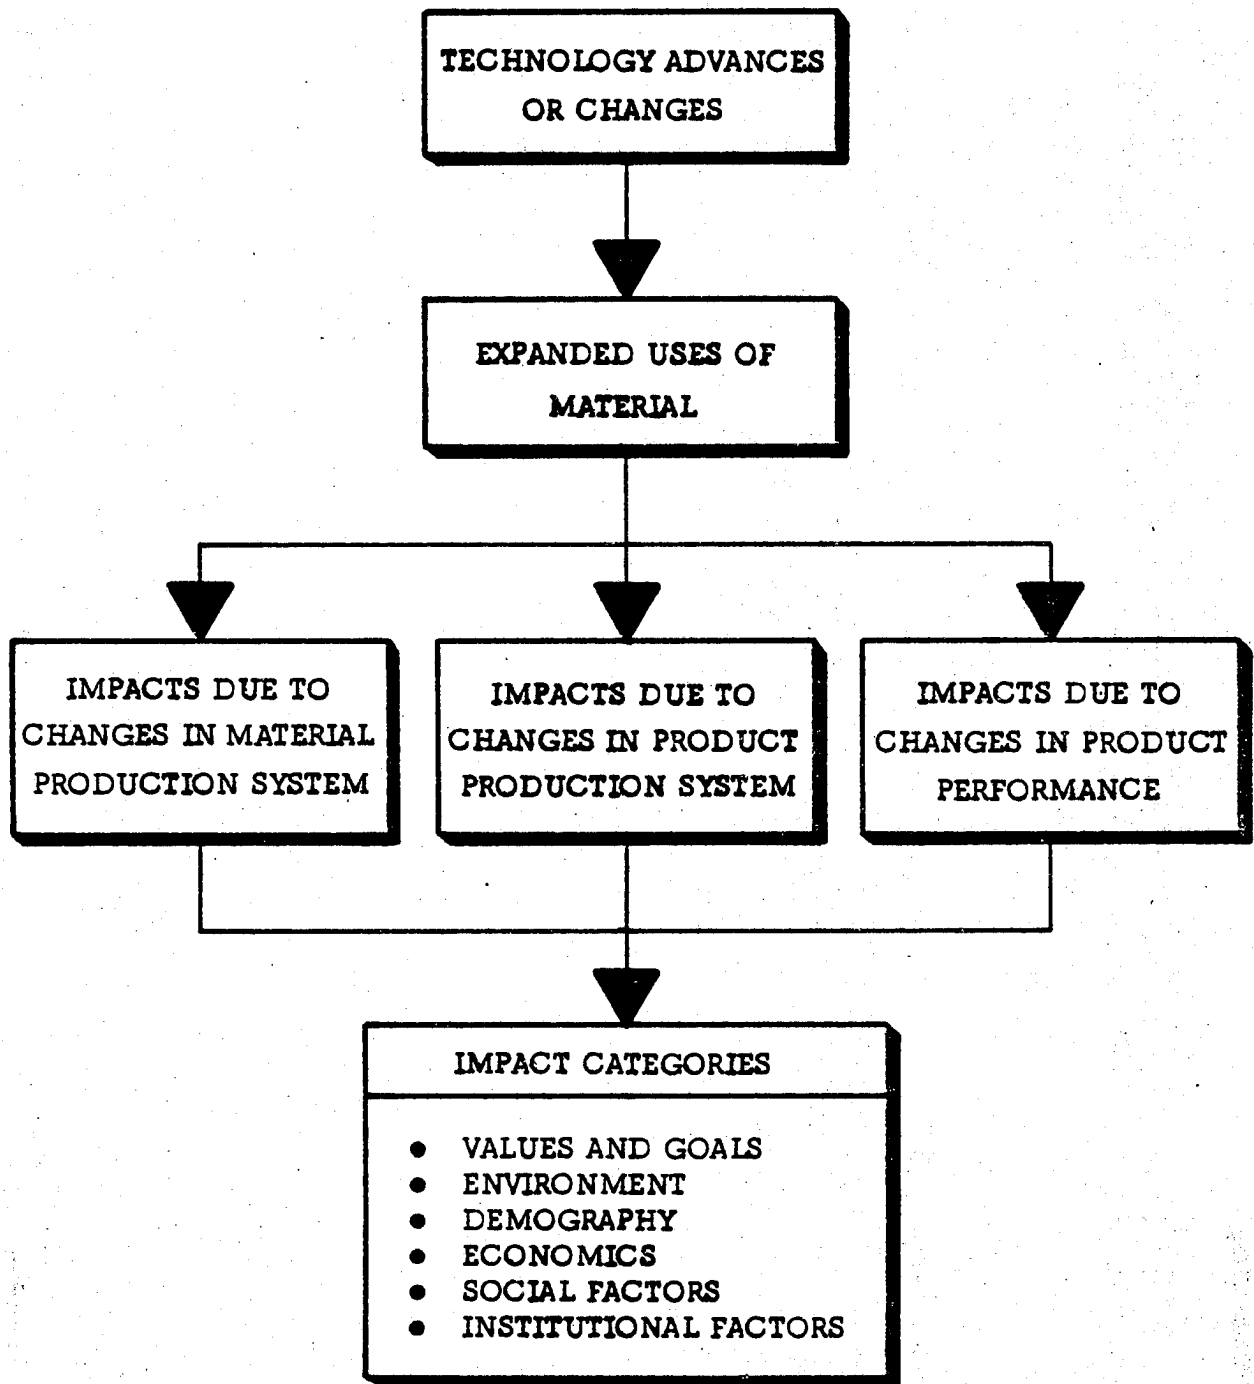 TECHNOLOGY ADVANCES
OR CHANGES
EXPANDED USES OF
MATERIAL
IMPACTS DUE TO
CHANGES IN MATERIAL
PRODUCTION SYSTEM
IMPACTS DUE TO
CHANGES IN PRODUCT
PRODUCTION SYSTEM
IMPACTS DUE TO
CHANGES IN PRODUCT
PERFORMANCE
IMPACT CATEGORIES
● VALUES AND GOALS
● ENVIRONMENT
● DEMOGRAPHY
● ECONOMICS
● SOCIAL FACTORS
● INSTITUTIONAL FACTORS